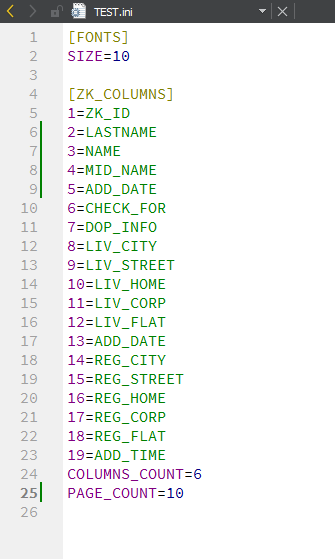 TEST.ini
1 [FONTS]
2 SIZE=10
3
4 [ZK_COLUMNS]
5 1=ZK_ID
6 2=LASTNAME
7 3=NAME
8 4=MID_NAME
9 5=ADD_DATE
10 6=CHECK_FOR
11 7=DOP_INFO
12 8=LIV_CITY
13 9=LIV_STREET
14 10=LIV_HOME
15 11=LIV_CORP
16 12=LIV_FLAT
17 13=ADD_DATE
18 14=REG_CITY
19 15=REG_STREET
20 16=REG_HOME
21 17=REG_CORP
22 18=REG_FLAT
23 19=ADD_TIME
24 COLUMNS_COUNT=6
25 PAGE_COUNT=10
26